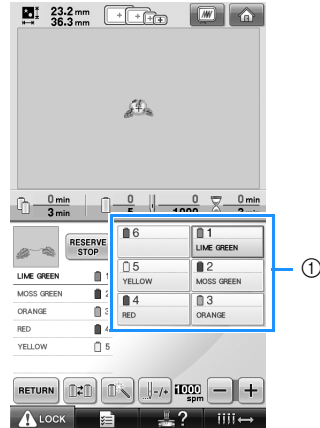 23.2 mm
36.3 mm
0 min
3 min
0
5
0
1000
0 min
3 min
RESERVE STOP
6
1
LIME GREEN
5
YELLOW
2
MOSS GREEN
4
RED
3
ORANGE
①
LIME GREEN 1
MOSS GREEN 2
ORANGE 3
RED 4
YELLOW 5
RETURN
-/+
1000 spm
- +
LOCK
?